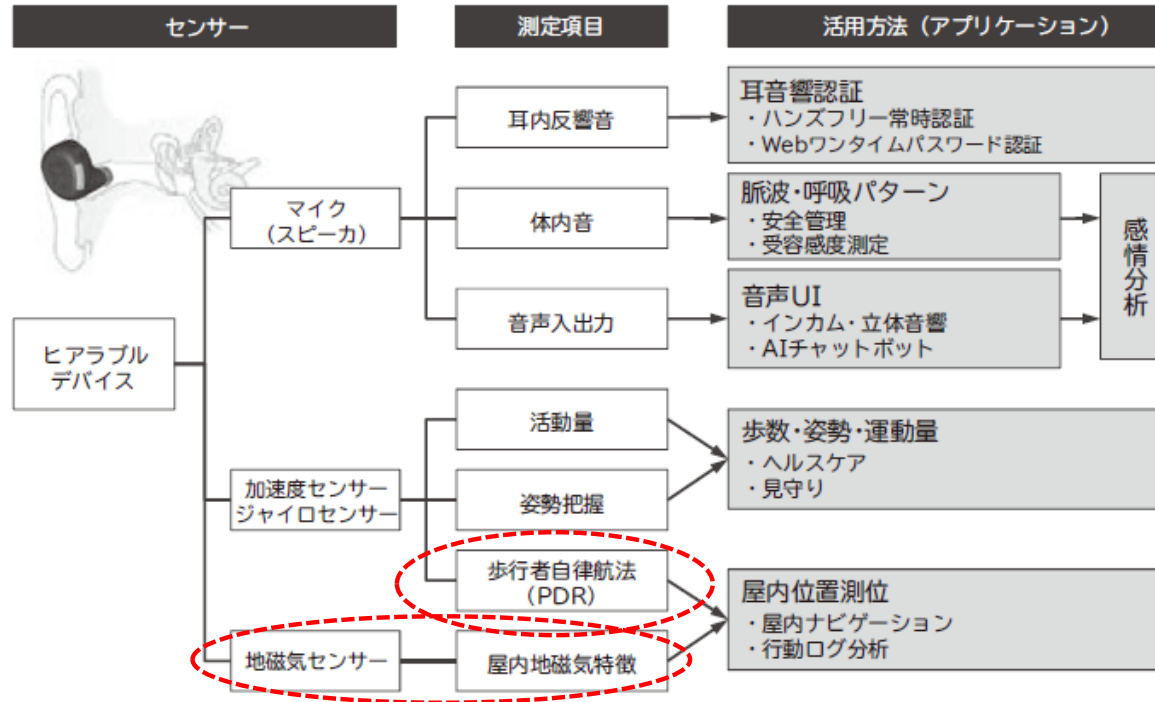 センサー
測定項目
活用方法（アプリケーション）
ヒアラブル
デバイス
マイク
（スピーカ）
耳内反響音
耳音響認証
・ハンズフリー常時認証
・Webワンタイムパスワード認証
体内音
脈波・呼吸パターン
・安全管理
・受容感度測定
音声入出力
音声UI
・インカム・立体音響
・AIチャットボット
感情分析
加速度センサー
ジャイロセンサー
活動量
姿勢把握
歩数・姿勢・運動量
・ヘルスケア
・見守り
歩行者自律航法
（PDR）
地磁気センサー
屋内地磁気特徴
屋内位置測位
・屋内ナビゲーション
・行動ログ分析